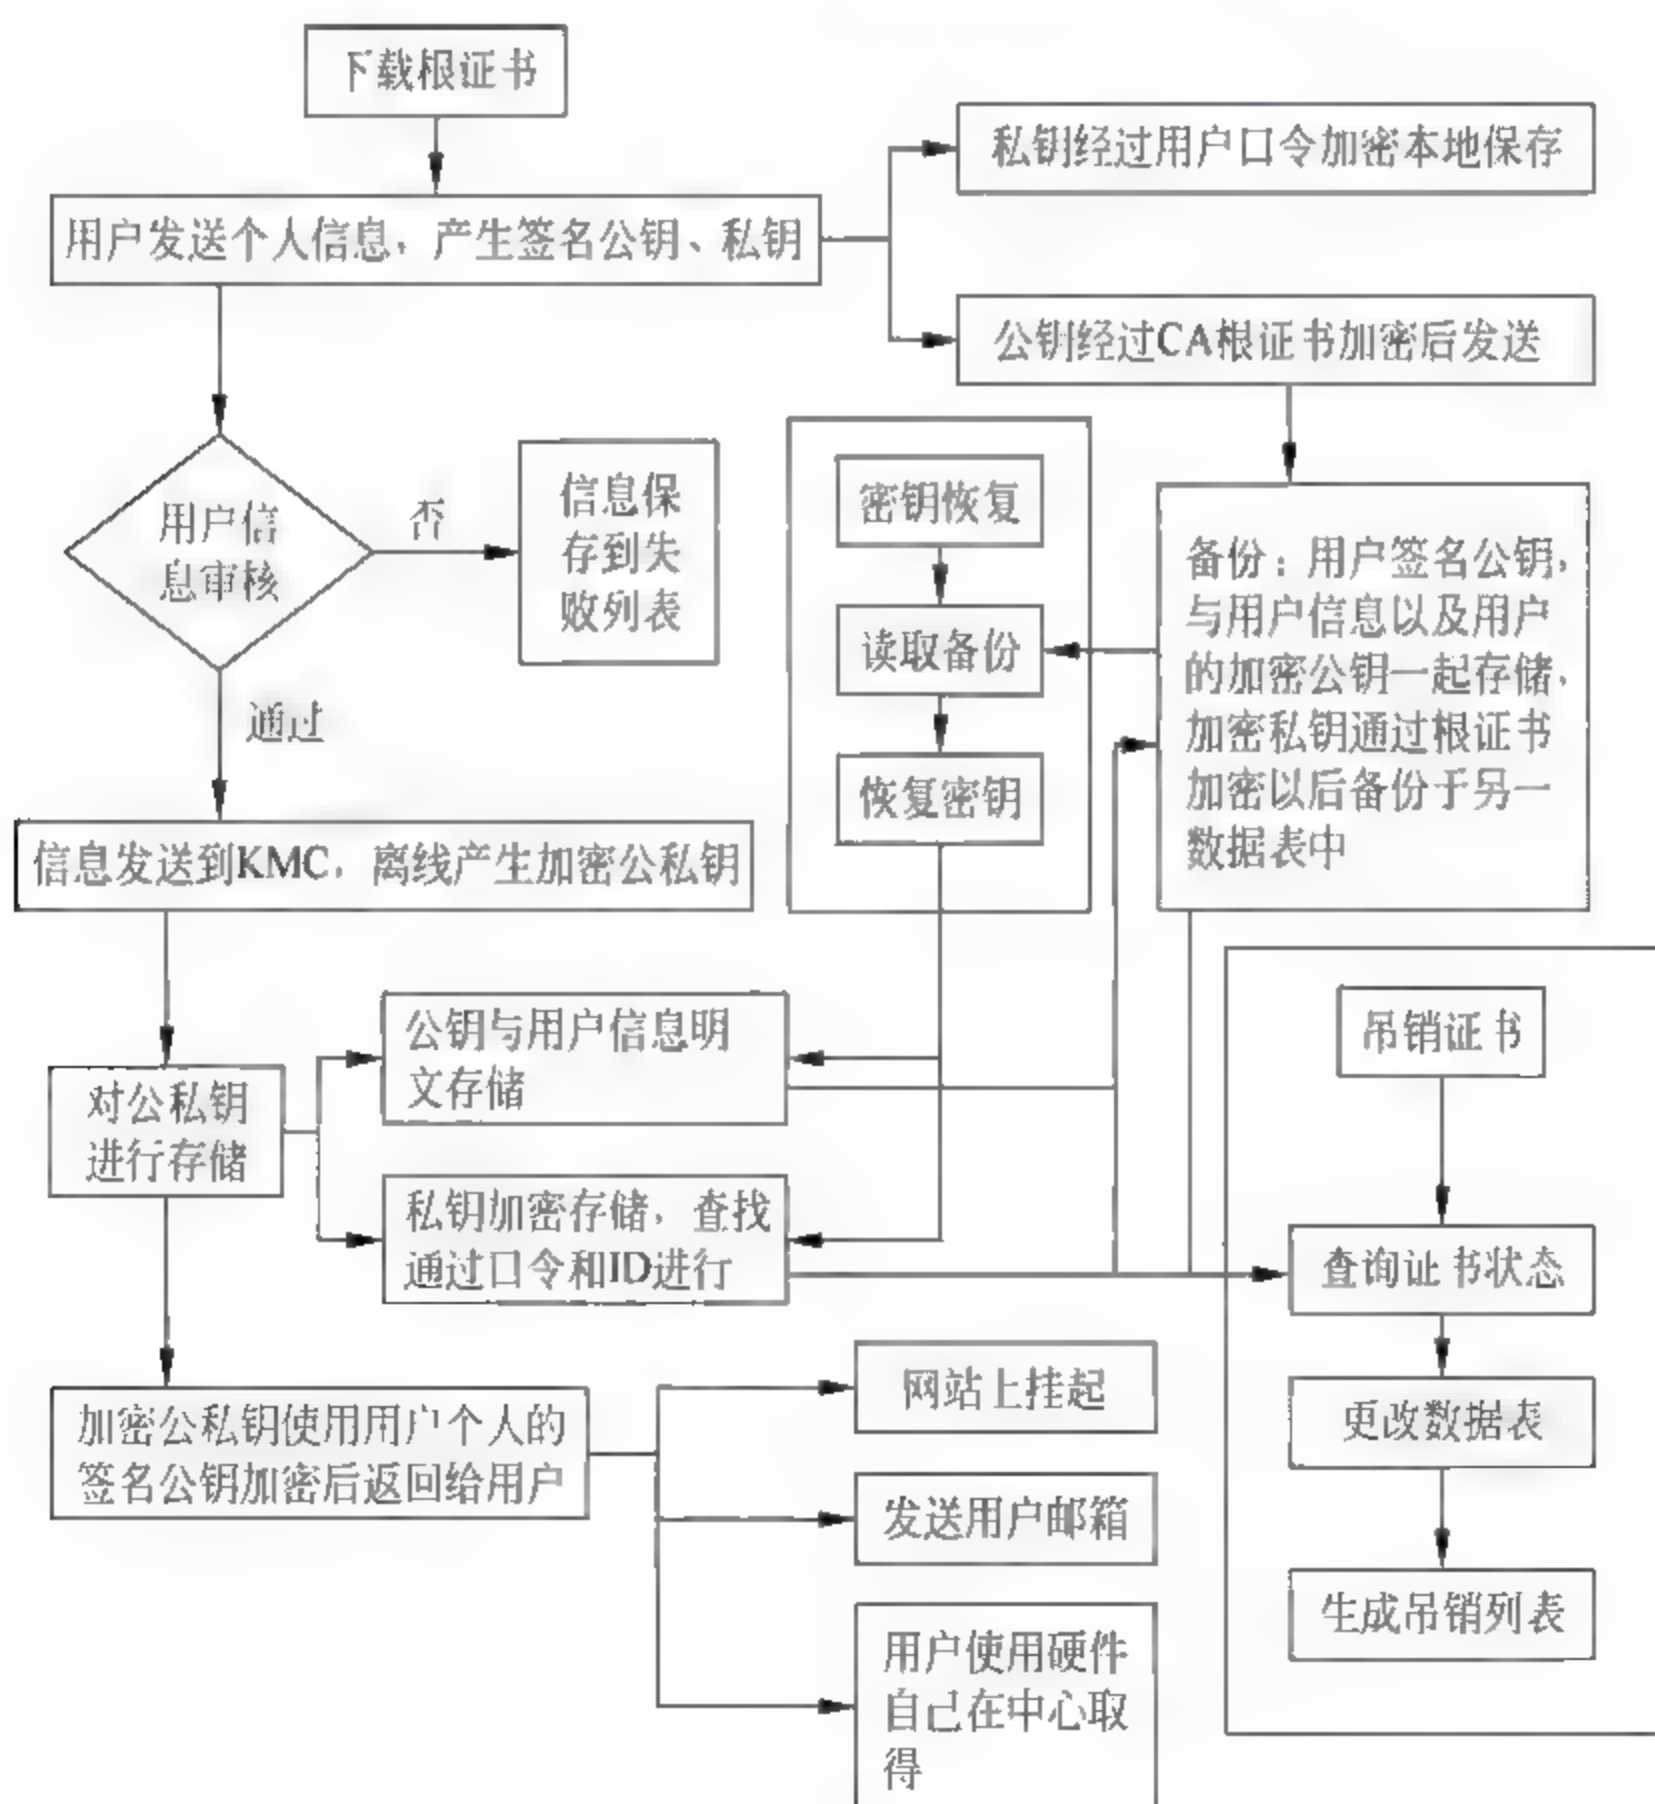 下载根证书
私钥经过用户口令加密本地保存
用户发送个人信息，产生签名公钥、私钥
公钥经过CA根证书加密后发送
用户信
息审核
否
信息保
存到失
败列表
通过
密钥恢复
读取备份
恢复密钥
备份：用户签名公钥，
与用户信息以及用户
的加密公钥一起存储，
加密私钥通过根证书
加密以后备份于另一
数据表中
信息发送到KMC，离线产生加密公私钥
对公私钥
进行存储
公钥与用户信息明
文存储
私钥加密存储，查找
通过口令和ID进行
吊销证书
查询证书状态
更改数据表
生成吊销列表
加密公私钥使用用户个人的
签名公钥加密后返回给用户
网站上挂起
发送用户邮箱
用户使用硬件
自己在中心取
得